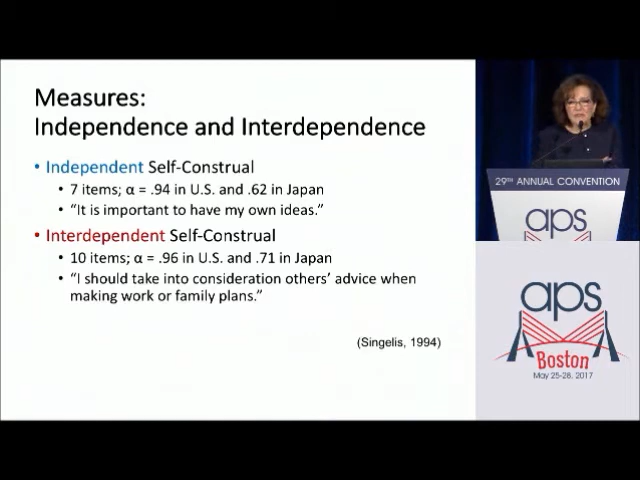 Measures:
Independence and Interdependence
• Independent Self-Construal
• 7 items; α = .94 in U.S. and .62 in Japan
• “It is important to have my own ideas.”
• Interdependent Self-Construal
• 10 items; α = .96 in U.S. and .71 in Japan
• “I should take into consideration others’ advice when
making work or family plans.”
(Singelis, 1994)
29TH ANNUAL CONVENTION
aps
aps
Boston
May 25-28, 2017